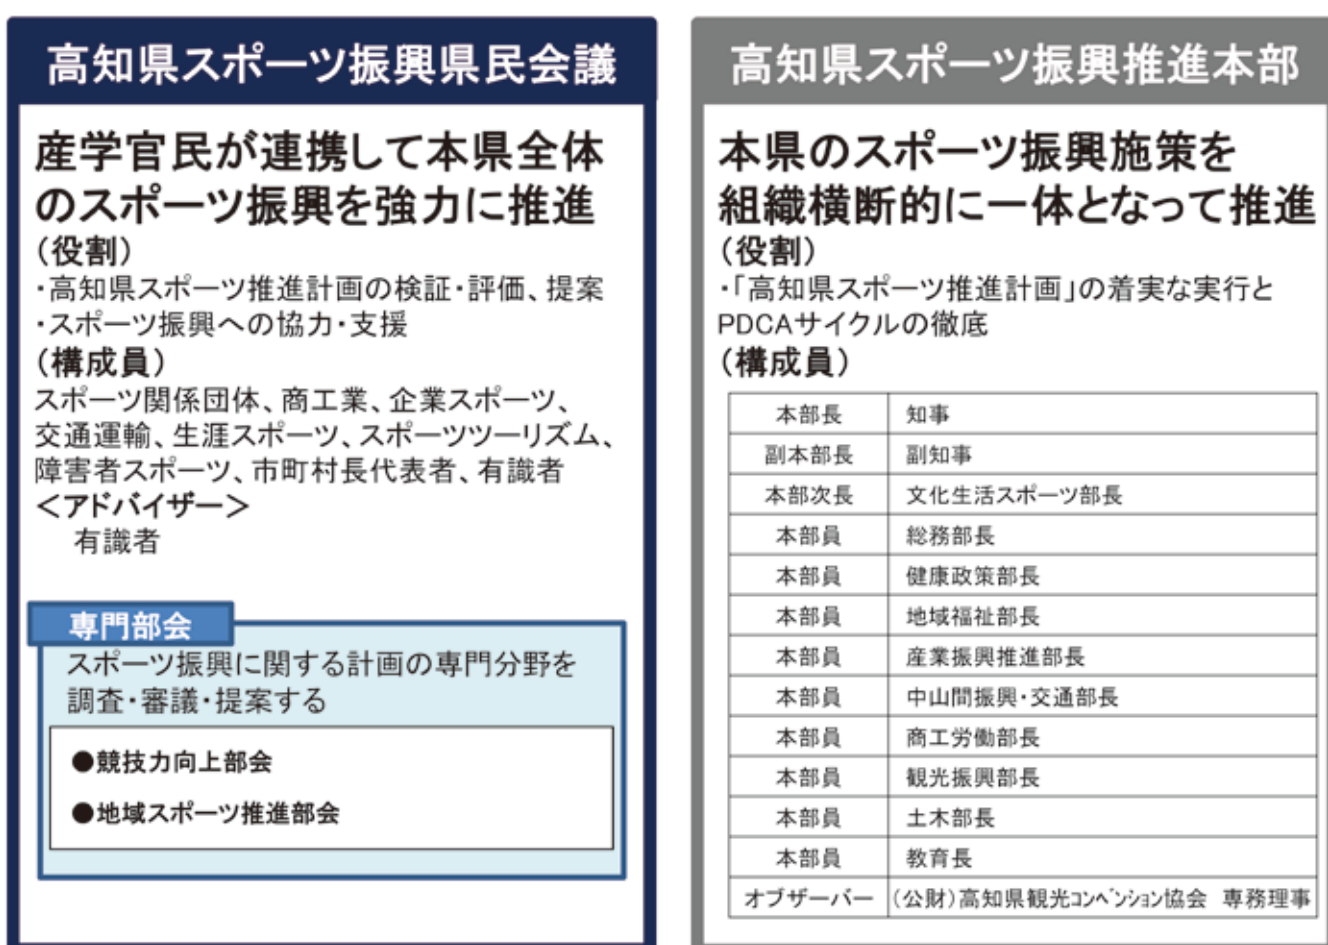 高知県スポーツ振興県民会議
産学官民が連携して本県全体
のスポーツ振興を強力に推進
(役割)
・高知県スポーツ推進計画の検証・評価、提案
・スポーツ振興への協力・支援
(構成員)
スポーツ関係団体、商工業、企業スポーツ、
交通運輸、生涯スポーツ、スポーツツーリズム、
障害者スポーツ、市町村長代表者、有識者
＜アドバイザー＞
有識者
専門部会
スポーツ振興に関する計画の専門分野を
調査・審議・提案する
●競技力向上部会
●地域スポーツ推進部会
高知県スポーツ振興推進本部
本県のスポーツ振興施策を
組織横断的に一体となって推進
(役割)
・「高知県スポーツ推進計画」の着実な実行と
PDCAサイクルの徹底
(構成員)
本部長 知事
副本部長 副知事
本部次長 文化生活スポーツ部長
本部員 総務部長
本部員 健康政策部長
本部員 地域福祉部長
本部員 産業振興推進部長
本部員 中山間振興・交通部長
本部員 商工労働部長
本部員 観光振興部長
本部員 土木部長
本部員 教育長
オブザーバー (公財)高知県観光ｺﾝﾍﾞﾝｼｮﾝ協会 専務理事